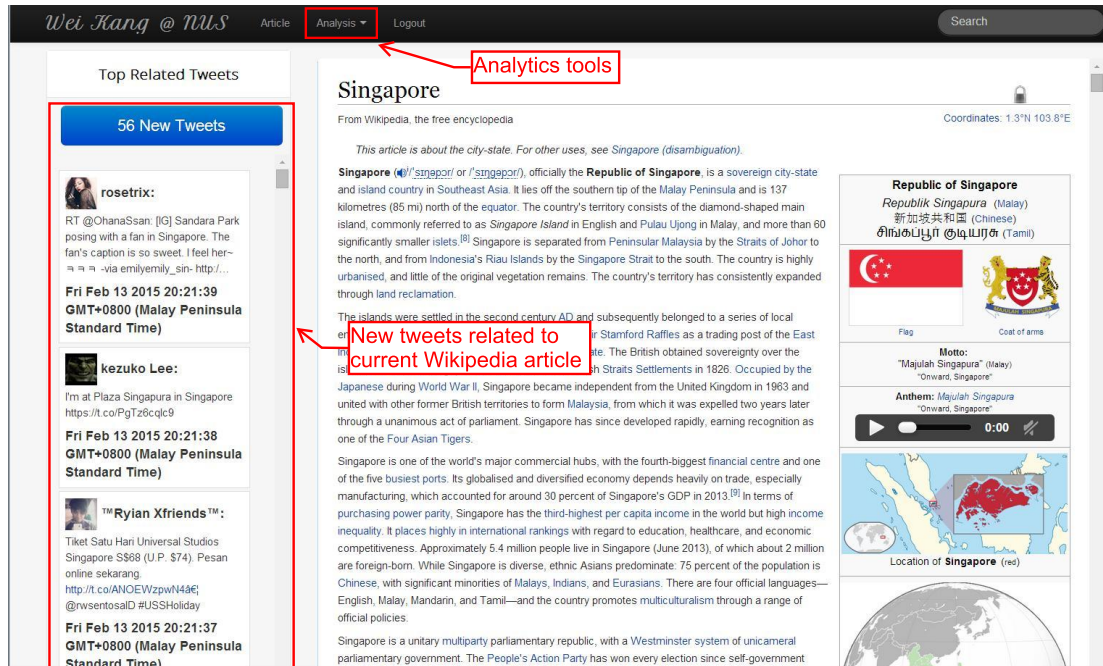 Wei Kang @ NUS
Article
Analysis
Logout
Search
Analytics tools
Top Related Tweets
56 New Tweets
rosetrix:
RT @OhanaSsan: [IG] Sandara Park
posing with a fan in Singapore. The
fan's caption is so sweet. I feel her~
ㅋㅋㅋ -via emilyemily_sin- http:/...
Fri Feb 13 2015 20:21:39
GMT+0800 (Malay Peninsula
Standard Time)
kezuko Lee:
I'm at Plaza Singapura in Singapore
https://t.co/PgTz6cqlc9
Fri Feb 13 2015 20:21:38
GMT+0800 (Malay Peninsula
Standard Time)
™Ryian Xfriends™:
Tiket Satu Hari Universal Studios
Singapore S$68 (U.P. $74). Pesan
online sekarang.
http://t.co/ANOEWzpwN4â€¦
@rwsentosaID #USSHoliday
Fri Feb 13 2015 20:21:37
GMT+0800 (Malay Peninsula
Standard Time)
New tweets related to
current Wikipedia article
Singapore
From Wikipedia, the free encyclopedia
Coordinates: 1.3°N 103.8°E
This article is about the city-state. For other uses, see Singapore (disambiguation).
Singapore (/ˈsɪŋəpɔr/ or /ˈsɪŋɡəpɔr/), officially the Republic of Singapore, is a sovereign city-state
and island country in Southeast Asia. It lies off the southern tip of the Malay Peninsula and is 137
kilometres (85 mi) north of the equator. The country's territory consists of the diamond-shaped main
island, commonly referred to as Singapore Island in English and Pulau Ujong in Malay, and more than 60
significantly smaller islets.[8] Singapore is separated from Peninsular Malaysia by the Straits of Johor to
the north, and from Indonesia's Riau Islands by the Singapore Strait to the south. The country is highly
urbanised, and little of the original vegetation remains. The country's territory has consistently expanded
through land reclamation.
The islands were settled in the second century AD and subsequently belonged to a series of local
ir Stamford Raffles as a trading post of the East
ate. The British obtained sovereignty over the
sh Straits Settlements in 1826. Occupied by the
Japanese during World War II, Singapore became independent from the United Kingdom in 1963 and
united with other former British territories to form Malaysia, from which it was expelled two years later
through a unanimous act of parliament. Singapore has since developed rapidly, earning recognition as
one of the Four Asian Tigers.
Singapore is one of the world's major commercial hubs, with the fourth-biggest financial centre and one
of the five busiest ports. Its globalised and diversified economy depends heavily on trade, especially
manufacturing, which accounted for around 30 percent of Singapore's GDP in 2013.[9] In terms of
purchasing power parity, Singapore has the third-highest per capita income in the world but high income
inequality. It places highly in international rankings with regard to education, healthcare, and economic
competitiveness. Approximately 5.4 million people live in Singapore (June 2013), of which about 2 million
are foreign-born. While Singapore is diverse, ethnic Asians predominate: 75 percent of the population is
Chinese, with significant minorities of Malays, Indians, and Eurasians. There are four official languages—
English, Malay, Mandarin, and Tamil—and the country promotes multiculturalism through a range of
official policies.
Singapore is a unitary multiparty parliamentary republic, with a Westminster system of unicameral
parliamentary government. The People's Action Party has won every election since self-government
Republic of Singapore
Republik Singapura (Malay)
新加坡共和国 (Chinese)
சிங்கப்பூர் குடியரசு (Tamil)
MAJULAH SINGAPURA
Flag
Coat of arms
Motto:
"Majulah Singapura" (Malay)
"Onward, Singapore"
Anthem: Majulah Singapura
"Onward, Singapore"
0:00
Location of Singapore (red)